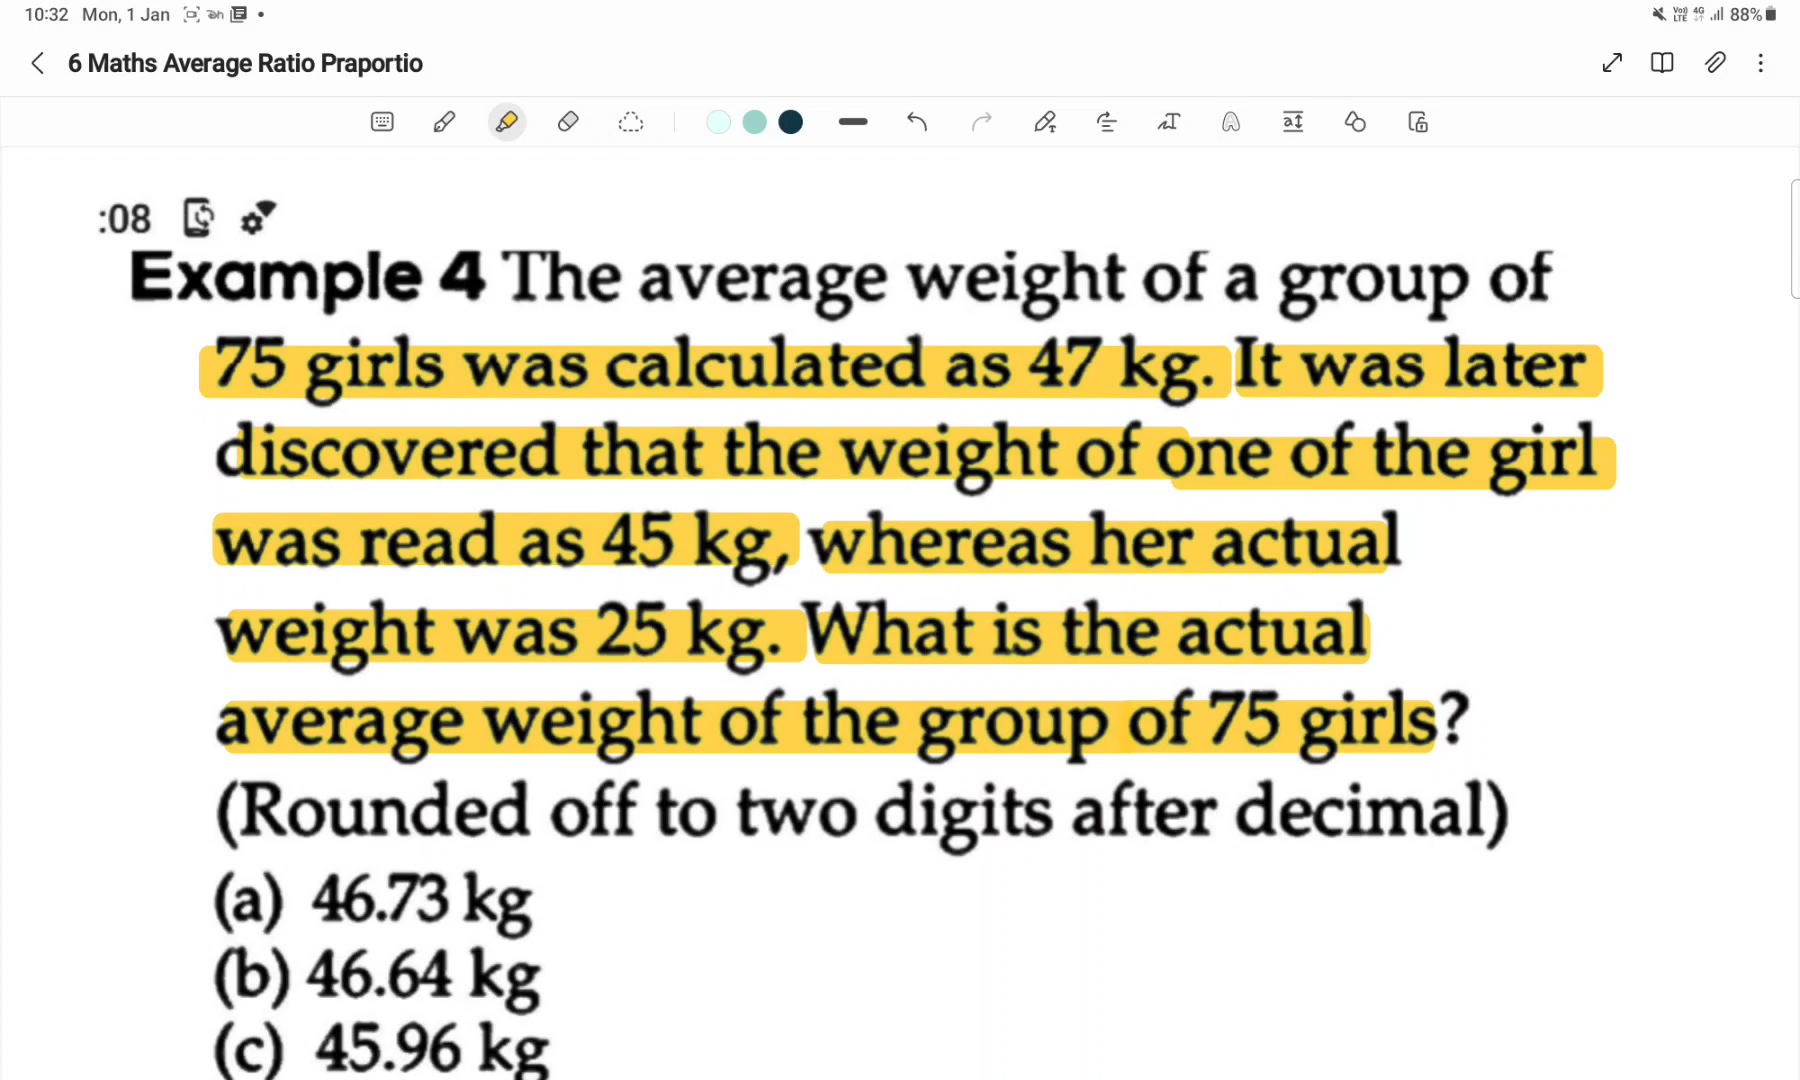 10:32 Mon, 1 Jan
Vo)) LTE 4G 88%
6 Maths Average Ratio Praportio
:08
Example 4 The average weight of a group of
75 girls was calculated as 47 kg. It was later
discovered that the weight of one of the girl
was read as 45 kg, whereas her actual
weight was 25 kg. What is the actual
average weight of the group of 75 girls?
(Rounded off to two digits after decimal)
(a) 46.73 kg
(b) 46.64 kg
(c) 45.96 kg